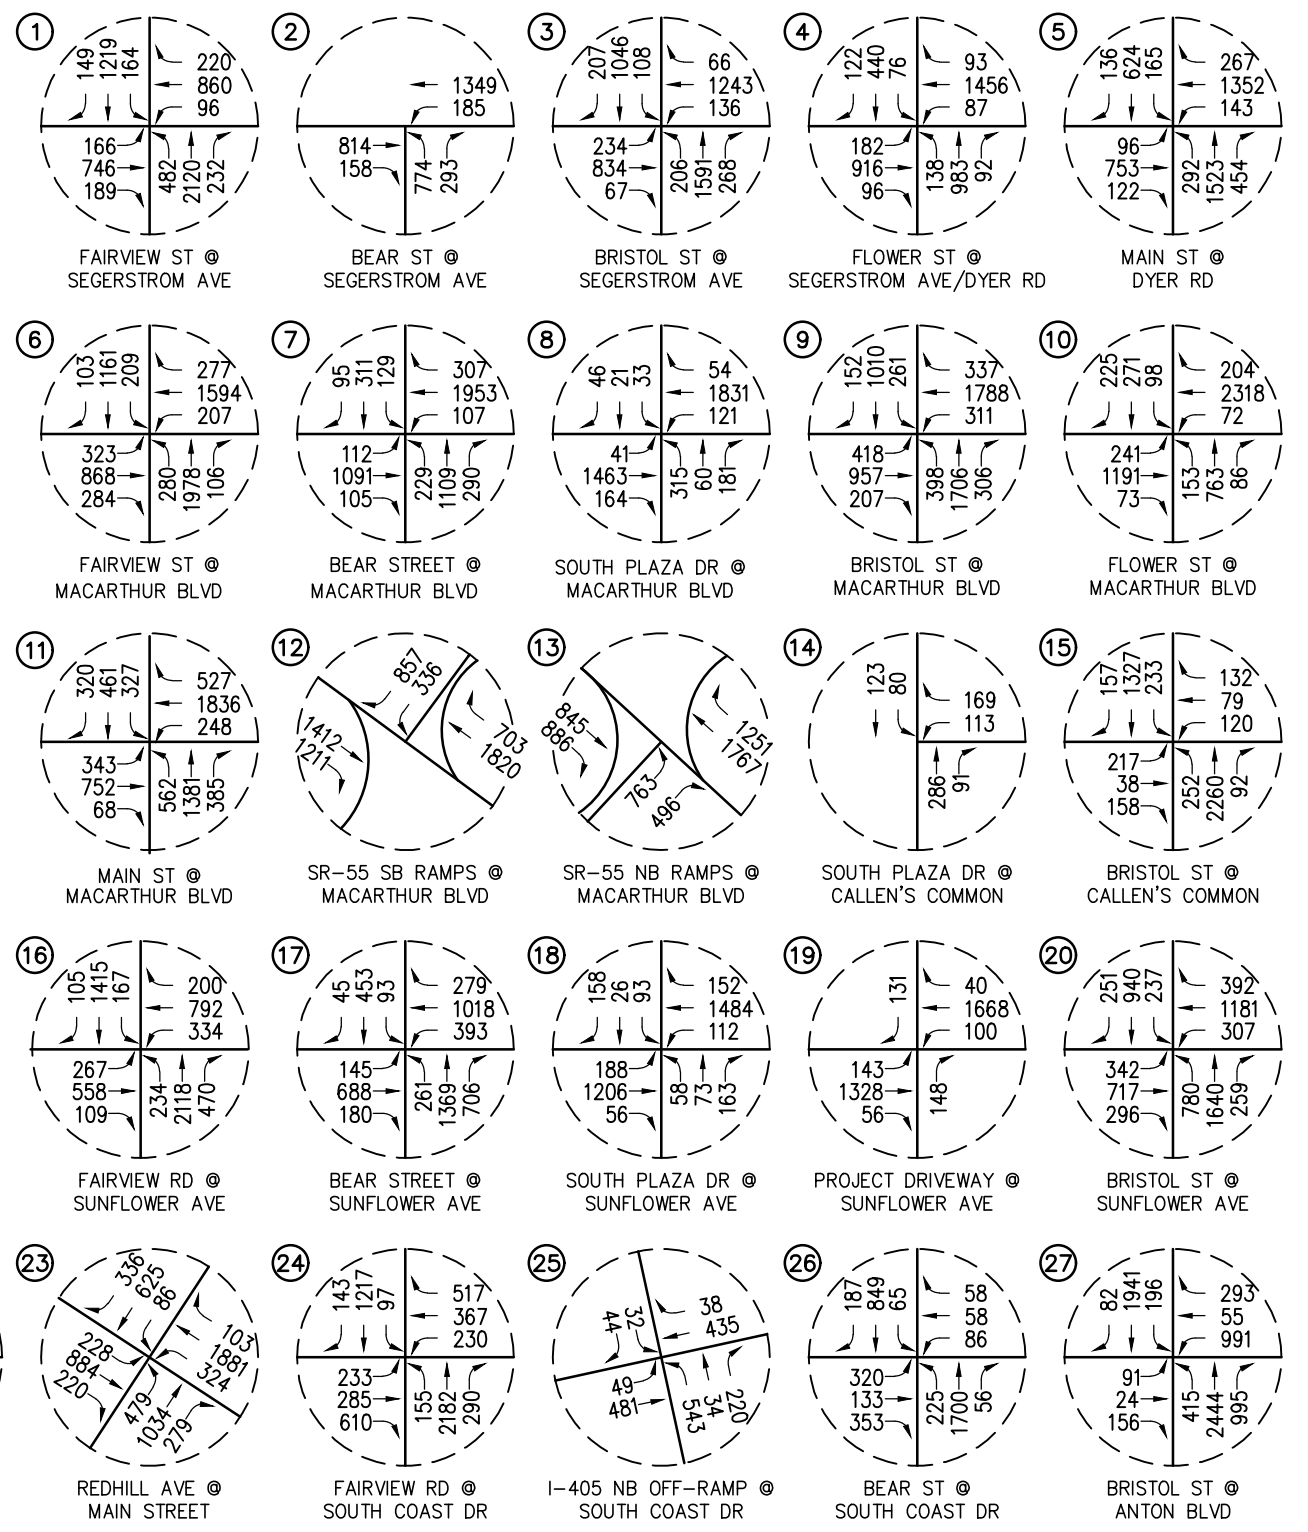 1
149 1219 164
220
860
96
166
746
189
482 2120 232
FAIRVIEW ST @
SEGERSTROM AVE
2
1349
185
814
158
774 293
BEAR ST @
SEGERSTROM AVE
3
207 1046 108
66
1243
136
234
834
67
206 1591 268
BRISTOL ST @
SEGERSTROM AVE
4
122 440 76
93
1456
87
182
916
96
138 983 92
FLOWER ST @
SEGERSTROM AVE/DYER RD
5
136 624 165
267
1352
143
96
753
122
292 1523 454
MAIN ST @
DYER RD
6
103 1161 209
277
1594
207
323
868
284
280 1978 106
FAIRVIEW ST @
MACARTHUR BLVD
7
95 311 129
307
1953
107
112
1091
105
229 1109 290
BEAR STREET @
MACARTHUR BLVD
8
46 21 33
54
1831
121
41
1463
164
315 60 181
SOUTH PLAZA DR @
MACARTHUR BLVD
9
152 1010 261
337
1788
311
418
957
207
398 1706 306
BRISTOL ST @
MACARTHUR BLVD
10
225 271 98
204
2318
72
241
1191
73
153 763 86
FLOWER ST @
MACARTHUR BLVD
11
320 461 327
527
1836
248
343
752
68
562 1381 385
MAIN ST @
MACARTHUR BLVD
12
857
336
1412
1211
703
1820
SR-55 SB RAMPS @
MACARTHUR BLVD
13
845
886
1251
1767
763
496
SR-55 NB RAMPS @
MACARTHUR BLVD
14
123 80
169
113
286 91
SOUTH PLAZA DR @
CALLEN'S COMMON
15
157 1327 233
132
79
120
217
38
158
252 2260 92
BRISTOL ST @
CALLEN'S COMMON
16
105 1415 167
200
792
334
267
558
109
234 2118 470
FAIRVIEW RD @
SUNFLOWER AVE
17
45 453 93
279
1018
393
145
688
180
261 1369 706
BEAR STREET @
SUNFLOWER AVE
18
158 26 93
152
1484
112
188
1206
56
58 73 163
SOUTH PLAZA DR @
SUNFLOWER AVE
19
131
40
1668
100
143
1328
56
148
PROJECT DRIVEWAY @
SUNFLOWER AVE
20
251 940 237
392
1181
307
342
717
296
780 1640 259
BRISTOL ST @
SUNFLOWER AVE
23
336 625 86
103
1881
324
228
884
220
479 1034 279
REDHILL AVE @
MAIN STREET
24
143 1217 97
517
367
230
233
285
610
155 2182 290
FAIRVIEW RD @
SOUTH COAST DR
25
44 32
38
435
49
481
543 34 220
I-405 NB OFF-RAMP @
SOUTH COAST DR
26
187 849 65
58
58
86
320
133
353
225 1700 56
BEAR ST @
SOUTH COAST DR
27
82 1941 196
293
55
991
91
24
156
415 2444 995
BRISTOL ST @
ANTON BLVD